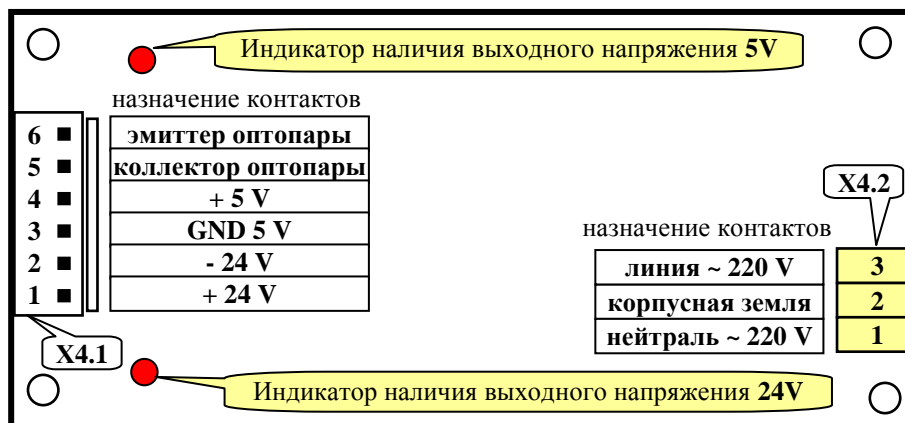 Индикатор наличия выходного напряжения 5V
назначение контактов
6 эмиттер оптопары
5 коллектор оптопары
4 + 5 V
3 GND 5 V
2 - 24 V
1 + 24 V
X4.1
X4.2
назначение контактов
линия ~ 220 V 3
корпусная земля 2
нейтраль ~ 220 V 1
Индикатор наличия выходного напряжения 24V